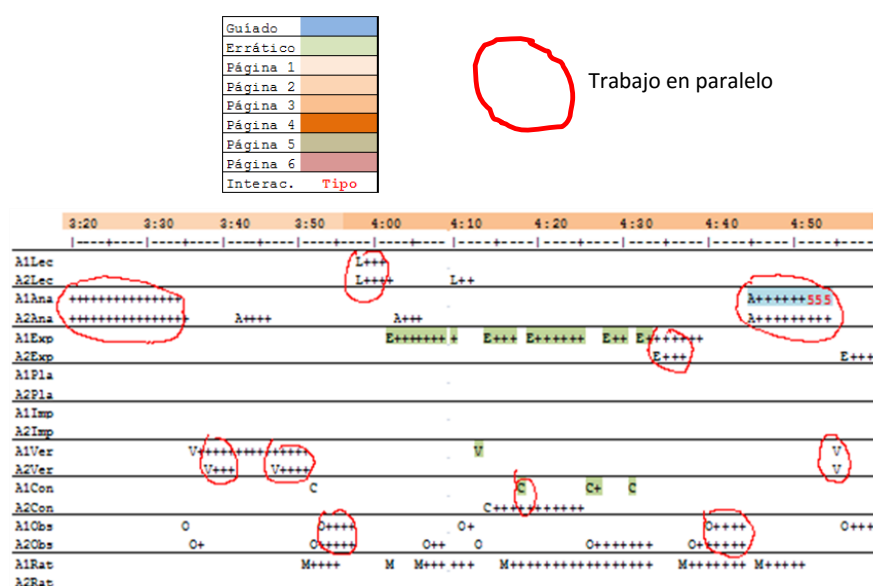 Guíado
Errático
Página 1
Página 2
Página 3
Página 4
Página 5
Página 6
Interac. Tipo
Trabajo en paralelo
3:20 3:30 3:40 3:50 4:00 4:10 4:20 4:30 4:40 4:50
|----+----|----+----|----+----|----+----|----+----|----+----|----+----|----+----|----+----|----+----
A1Lec L+++
A2Lec L++++ L++
A1Ana +++++++++++++++ A+++++++555
A2Ana ++++++++++++++++ A++++ A+++ A++++++++++
A1Exp E+++++++ + E++++ E+++++++ E++ E++++++++
A2Exp E++++ E+++
A1Pla
A2Pla
A1Imp
A2Imp
A1Ver V++++++++++++++ V V
A2Ver V+++ V++++ V
A1Con C C C+ C
A2Con C++++++++++++
A1Obs O O++++ O+ O++++ O+++
A2Obs O+ O+++++ O++ O O+++++++ O++++++++
A1Rat M++++ M M+++ +++ M++++++++++++++++++ M+++++++ M+++++
A2Rat